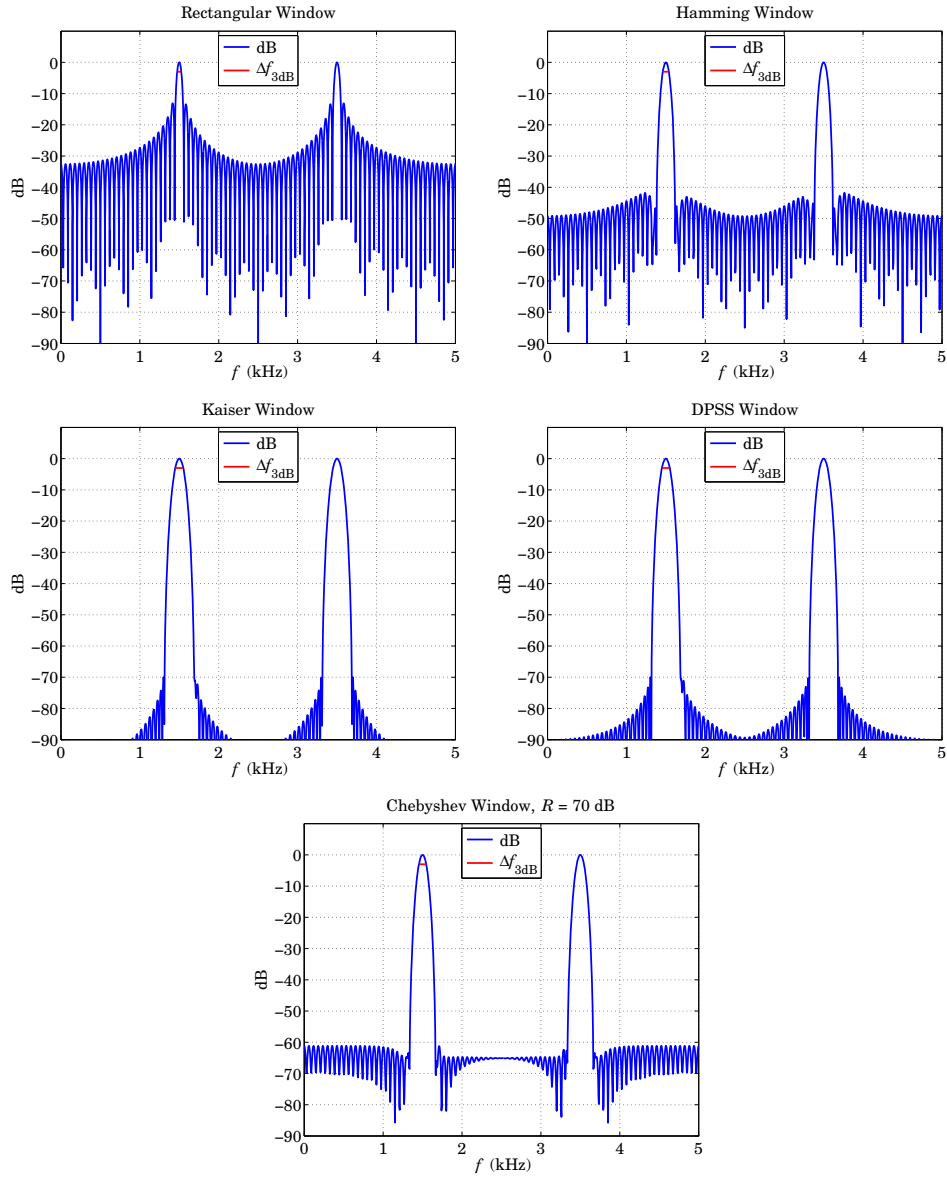 Rectangular Window
dB
Δf3dB
0
−10
−20
−30
−40
−50
−60
−70
−80
−90
dB
0 1 2 3 4 5
f (kHz)
Hamming Window
dB
Δf3dB
0
−10
−20
−30
−40
−50
−60
−70
−80
−90
dB
0 1 2 3 4 5
f (kHz)
Kaiser Window
dB
Δf3dB
0
−10
−20
−30
−40
−50
−60
−70
−80
−90
dB
0 1 2 3 4 5
f (kHz)
DPSS Window
dB
Δf3dB
0
−10
−20
−30
−40
−50
−60
−70
−80
−90
dB
0 1 2 3 4 5
f (kHz)
Chebyshev Window, R = 70 dB
dB
Δf3dB
0
−10
−20
−30
−40
−50
−60
−70
−80
−90
dB
0 1 2 3 4 5
f (kHz)